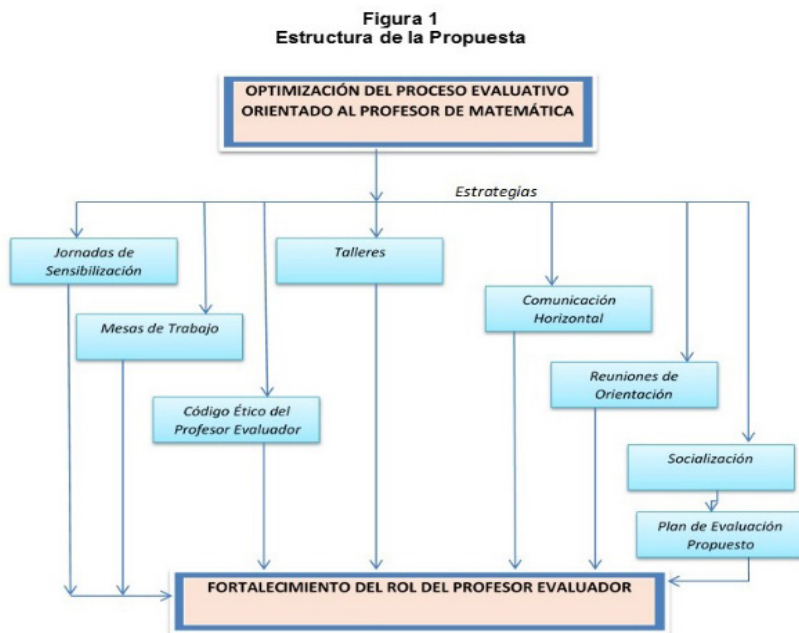 Figura 1
Estructura de la Propuesta
OPTIMIZACIÓN DEL PROCESO EVALUATIVO
ORIENTADO AL PROFESOR DE MATEMÁTICA
Estrategias
Jornadas de
Sensibilización
Talleres
Comunicación
Horizontal
Mesas de Trabajo
Reuniones de
Orientación
Código Ético del
Profesor Evaluador
Socialización
Plan de Evaluación
Propuesto
FORTALECIMIENTO DEL ROL DEL PROFESOR EVALUADOR